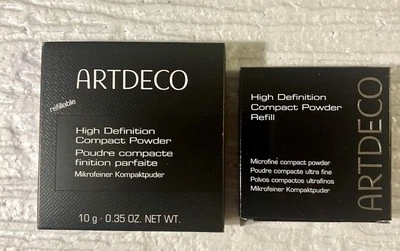 ARTDECO
refillable
High Definition
Compact Powder
Poudre compacte
finition parfaite
Mikrofeiner Kompaktpuder
10 g - 0.35 OZ. NET WT.
High Definition
Compact Powder
Refill
Microfine compact powder
Poudre compacte ultra fine
Polvos compactos ultrafinos
Mikrofeiner Kompaktpuder
ARTDECO